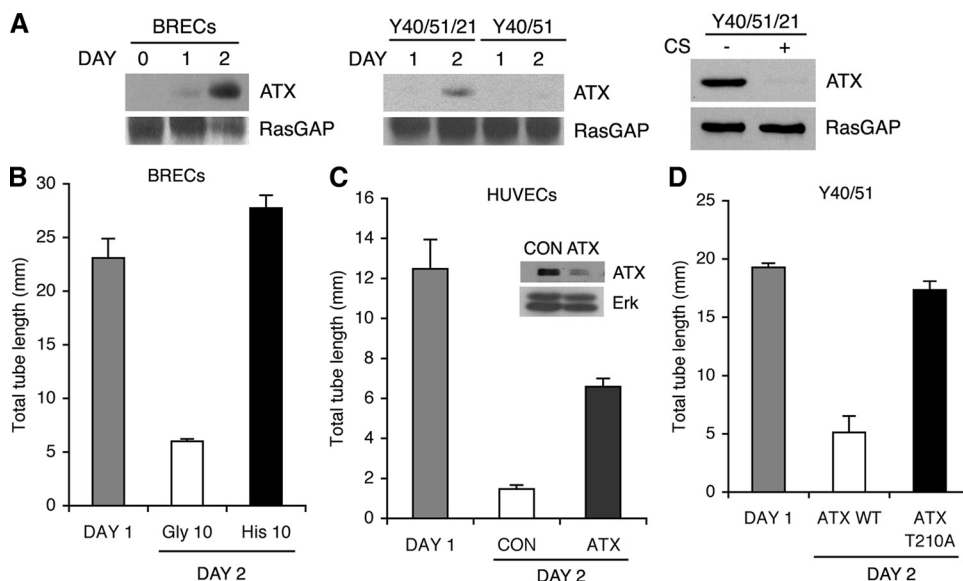 A
BRECs
DAY 0 1 2
ATX
RasGAP
Y40/51/21 Y40/51
DAY 1 2 1 2
ATX
RasGAP
Y40/51/21
CS - +
ATX
RasGAP
B
BRECs
Total tube length (mm)
30
25
20
15
10
5
0
DAY 1 Gly 10 His 10
DAY 2
C
HUVECs
Total tube length (mm)
16
14
12
10
8
6
4
2
0
CON ATX
ATX
Erk
DAY 1 CON ATX
DAY 2
D
Y40/51
Total tube length (mm)
25
20
15
10
5
0
DAY 1 ATX WT ATX
T210A
DAY 2